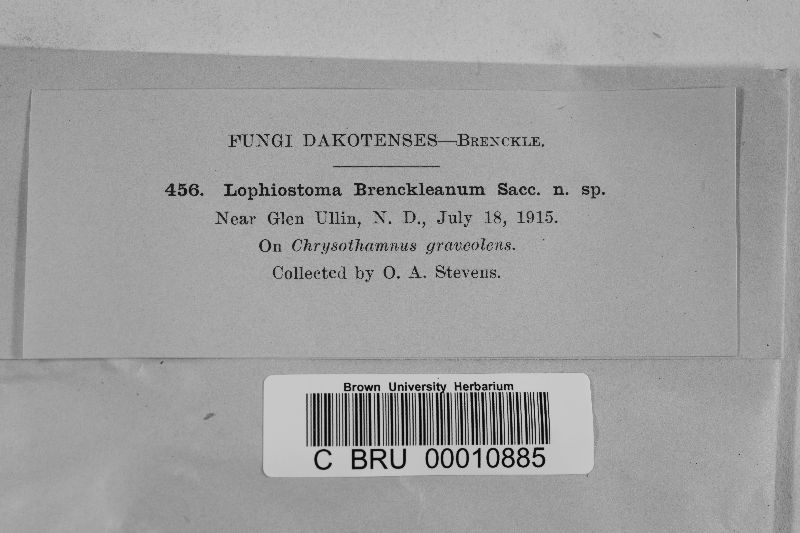 FUNGI DAKOTENSES—BRENCKLE.
456. Lophiostoma Brenckleanum Sacc. n. sp.
Near Glen Ullin, N. D., July 18, 1915.
On Chrysothamnus graveolens.
Collected by O. A. Stevens.
Brown University Herbarium
C BRU 00010885